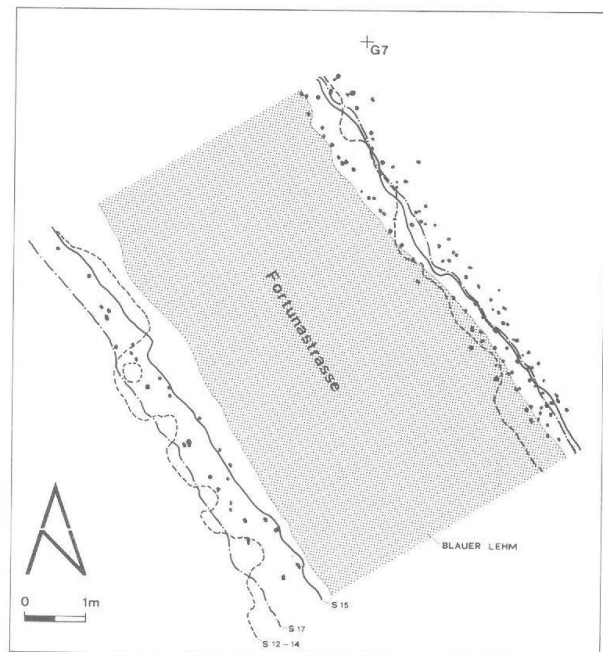 G7
Fortunastrasse
BLAUER LEHM
0 1m
S 15
S 17
S 12-14